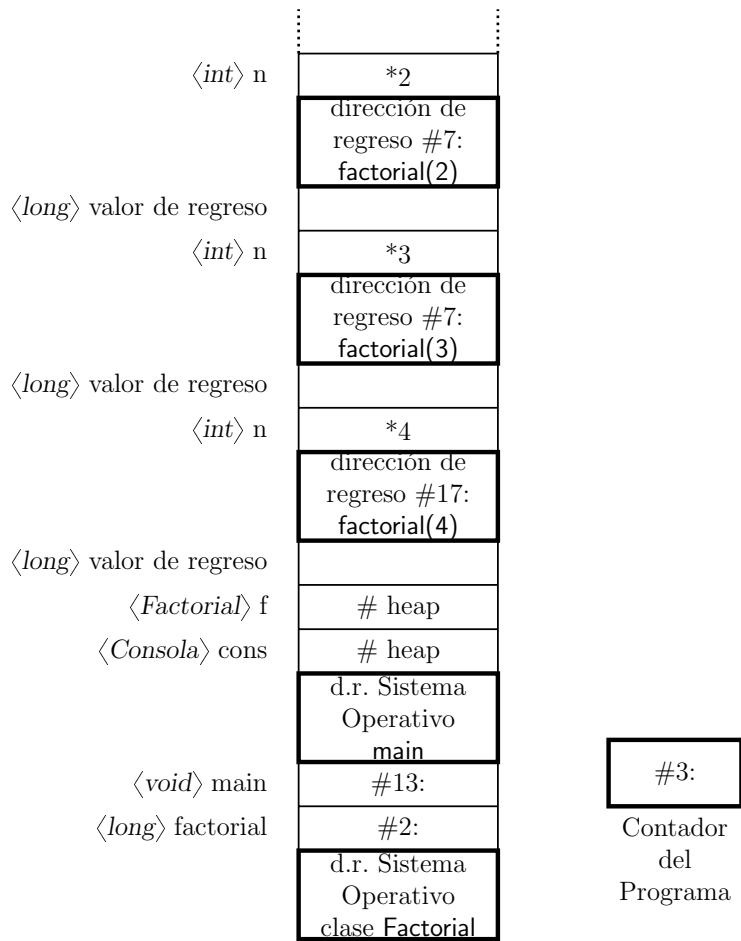 ⟨int⟩ n
*2
dirección de
regreso #7:
factorial(2)
⟨long⟩ valor de regreso
⟨int⟩ n
*3
dirección de
regreso #7:
factorial(3)
⟨long⟩ valor de regreso
⟨int⟩ n
*4
dirección de
regreso #17:
factorial(4)
⟨long⟩ valor de regreso
⟨Factorial⟩ f
# heap
⟨Consola⟩ cons
# heap
d.r. Sistema
Operativo
main
⟨void⟩ main
#13:
⟨long⟩ factorial
#2:
d.r. Sistema
Operativo
clase Factorial
#3:
Contador
del
Programa